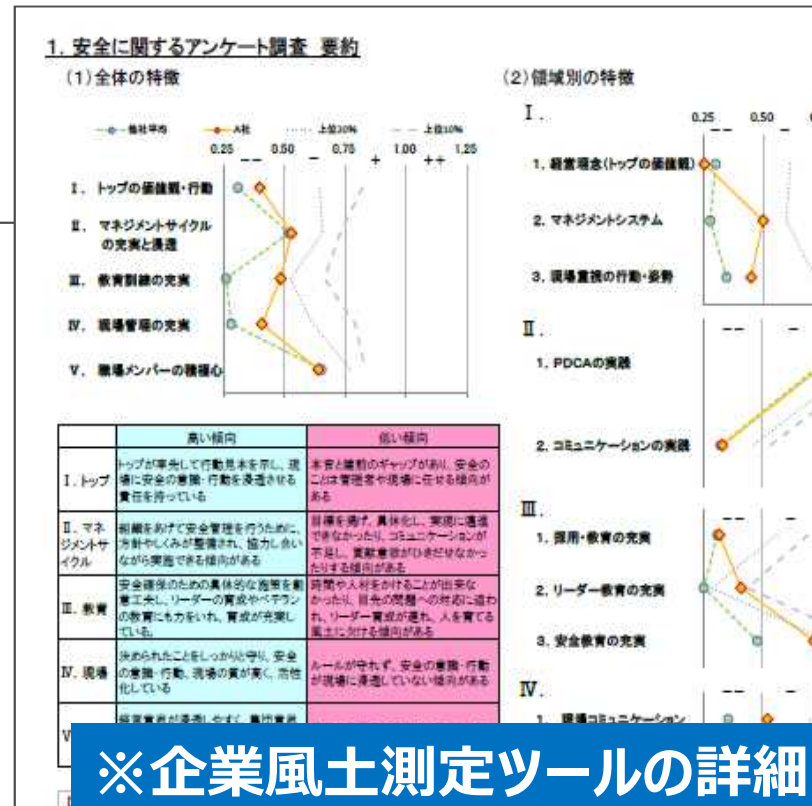 1. 安全に関するアンケート調査 要約
(1)全体の特徴
他社平均 A社 上位30% 上位10%
0.25 0.50 0.75 1.00 1.25
-- - + ++
Ⅰ. トップの価値観・行動
Ⅱ. マネジメントサイクル
の充実と浸透
Ⅲ. 教育訓練の充実
Ⅳ. 現場管理の充実
Ⅴ. 職場メンバーの積極心
高い傾向 低い傾向
Ⅰ.トップ
トップが率先して行動見本を示し、現
場に安全の意識・行動を浸透させる
責任を持っている
本音と建前のギャップがあり、安全の
ことは管理者や現場に任せる傾向が
ある
Ⅱ.マネ
ジメントサ
イクル
組織をあげて安全管理を行うために、
方針やしくみが整備され、協力し合い
ながら実施できる傾向がある
目標を掲げ、具体化し、実現に邁進
できなかったり、コミュニケーションが
不足し、貢献意欲がひきだせなかっ
たりする傾向がある
Ⅲ.教育
安全確保のための具体的な施策を創
意工夫し、リーダーの育成やベテラン
の教育にも力をいれ、育成が充実し
ている。
時間や人材をかけることが出来な
かったり、目先の問題への対応に追わ
れ、リーダー育成が遅れ、人を育てる
風土に欠ける傾向がある
Ⅳ.現場
決められたことをしっかりと守り、安全
の意識・行動、現場の質が高く、活性
化している
ルールが守れず、安全の意識・行動
が現場に浸透していない傾向がある
(2)領域別の特徴
Ⅰ.
0.25 0.50
-- -
1. 経営理念(トップの価値観)
2. マネジメントシステム
3. 現場重視の行動・姿勢
Ⅱ.
-- -
1. PDCAの実践
2. コミュニケーションの実践
Ⅲ.
-- -
1. 採用・教育の充実
2. リーダー教育の充実
3. 安全教育の充実
Ⅳ.
-- -
1. 現場コミュニケーション
※企業風土測定ツールの詳細